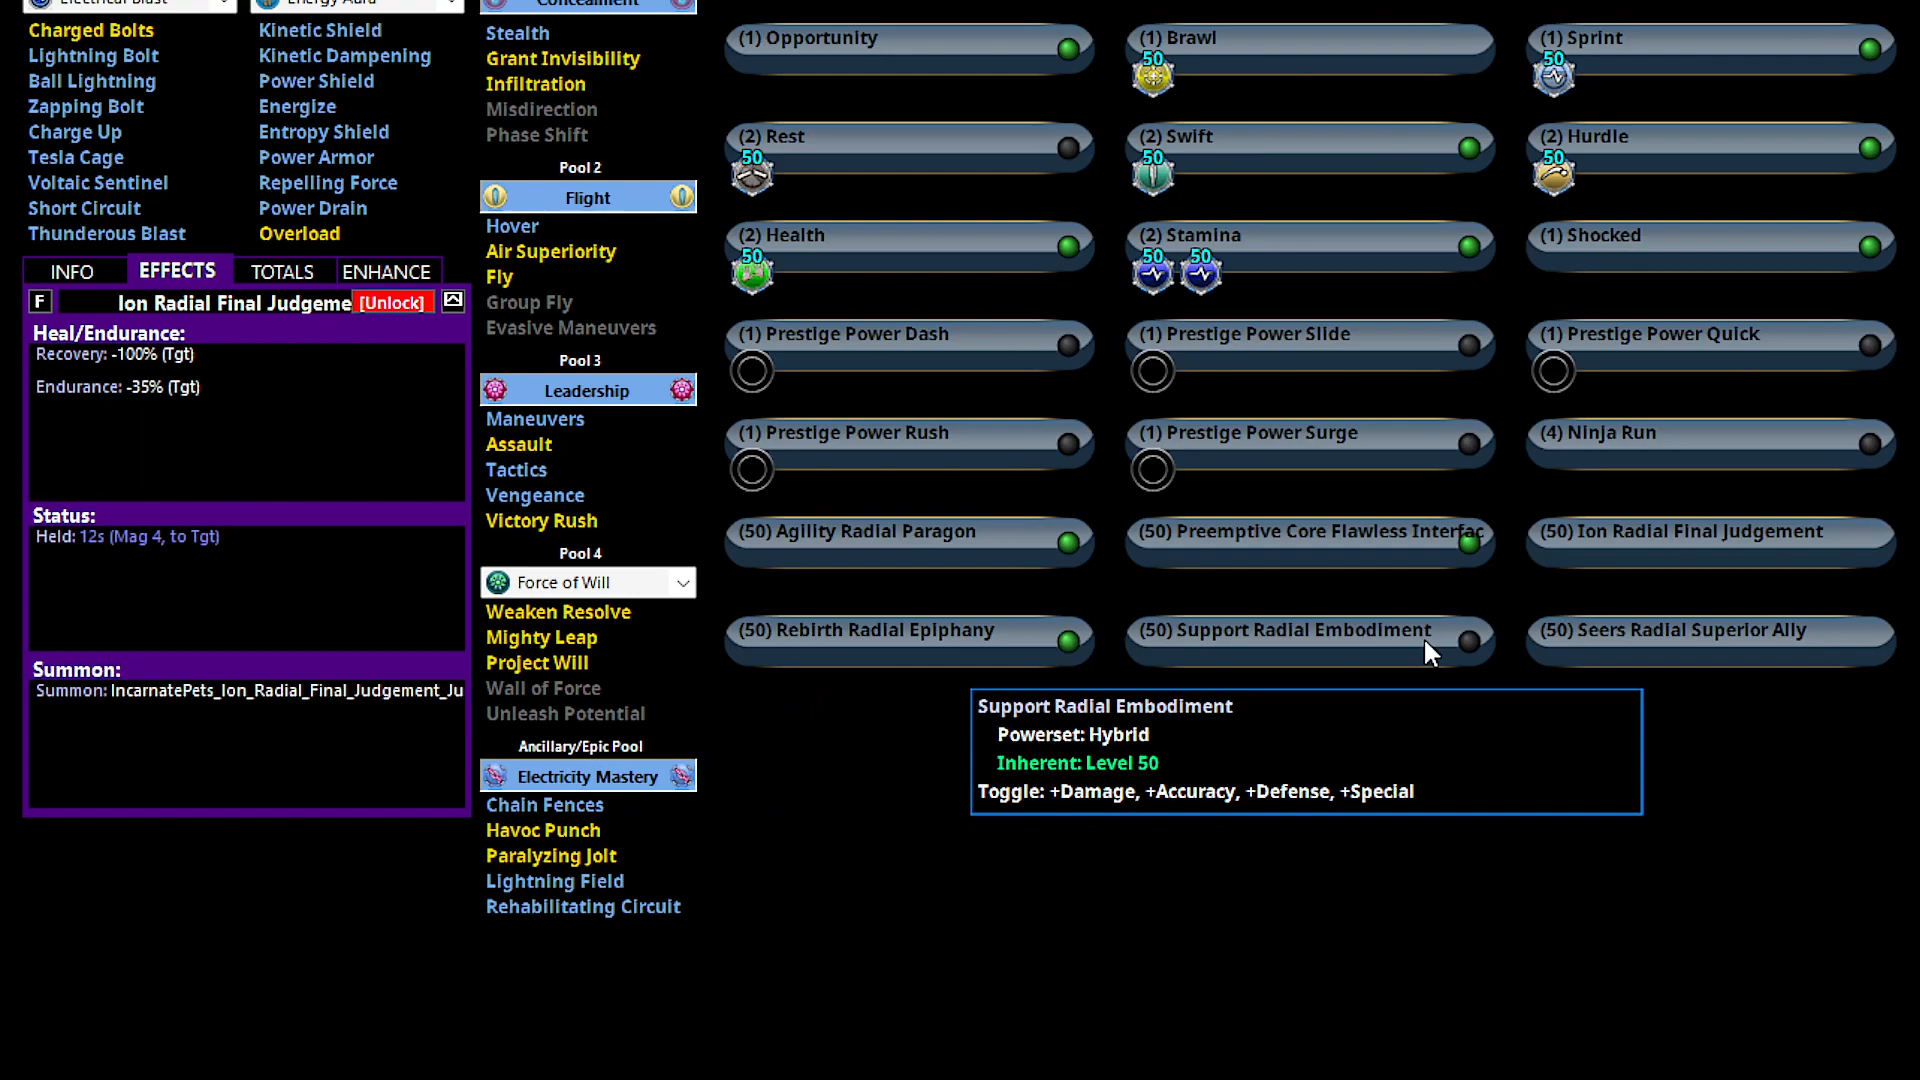 Electrical Blast
Energy Aura
Charged Bolts
Lightning Bolt
Ball Lightning
Zapping Bolt
Charge Up
Tesla Cage
Voltaic Sentinel
Short Circuit
Thunderous Blast
Kinetic Shield
Kinetic Dampening
Power Shield
Energize
Entropy Shield
Power Armor
Repelling Force
Power Drain
Overload
INFO
EFFECTS
TOTALS
ENHANCE
F
Ion Radial Final Judgeme
[Unlock]
Heal/Endurance:
Recovery: -100% (Tgt)
Endurance: -35% (Tgt)
Status:
Held: 12s (Mag 4, to Tgt)
Summon:
Summon: IncarnatePets_Ion_Radial_Final_Judgement_Ju
Concealment
Stealth
Grant Invisibility
Infiltration
Misdirection
Phase Shift
Pool 2
Flight
Hover
Air Superiority
Fly
Group Fly
Evasive Maneuvers
Pool 3
Leadership
Maneuvers
Assault
Tactics
Vengeance
Victory Rush
Pool 4
Force of Will
Weaken Resolve
Mighty Leap
Project Will
Wall of Force
Unleash Potential
Ancillary/Epic Pool
Electricity Mastery
Chain Fences
Havoc Punch
Paralyzing Jolt
Lightning Field
Rehabilitating Circuit
(1) Opportunity
(1) Brawl
50
(1) Sprint
50
(2) Rest
50
(2) Swift
50
(2) Hurdle
50
(2) Health
50
(2) Stamina
50 50
(1) Shocked
(1) Prestige Power Dash
(1) Prestige Power Slide
(1) Prestige Power Quick
(1) Prestige Power Rush
(1) Prestige Power Surge
(4) Ninja Run
(50) Agility Radial Paragon
(50) Preemptive Core Flawless Interfac
(50) Ion Radial Final Judgement
(50) Rebirth Radial Epiphany
(50) Support Radial Embodiment
(50) Seers Radial Superior Ally
Support Radial Embodiment
Powerset: Hybrid
Inherent: Level 50
Toggle: +Damage, +Accuracy, +Defense, +Special